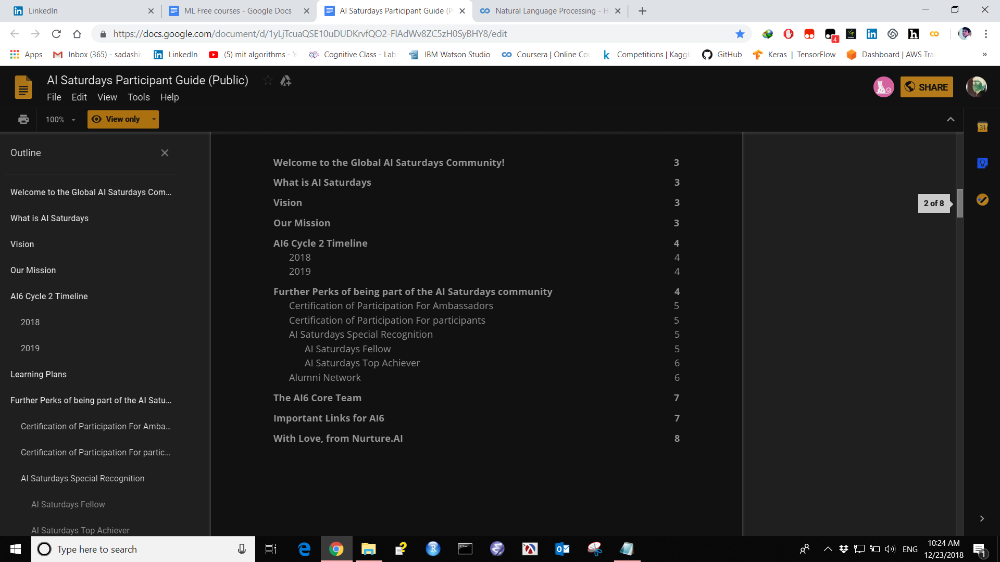 LinkedIn
ML Free courses - Google Docs
AI Saturdays Participant Guide (P
Natural Language Processing - H
https://docs.google.com/document/d/1yLjTcuaQSE10uDUDKrvfQO2-FlAdWv8ZC5zH0SyBHY8/edit
4
Apps
Inbox (365) - sadashi
LinkedIn
(5) mit algorithms - Y
Cognitive Class - Lab
IBM Watson Studio
Coursera | Online Co
Competitions | Kaggl
GitHub
Keras | TensorFlow
Dashboard | AWS Tra
AI Saturdays Participant Guide (Public)
File Edit View Tools Help
SHARE
100%
View only
31
Outline
Welcome to the Global AI Saturdays Com...
What is AI Saturdays
Vision
Our Mission
AI6 Cycle 2 Timeline
2018
2019
Learning Plans
Further Perks of being part of the AI Satu...
Certification of Participation For Amba...
Certification of Participation For partic...
AI Saturdays Special Recognition
AI Saturdays Fellow
AI Saturdays Top Achiever
Welcome to the Global AI Saturdays Community! 3
What is AI Saturdays 3
Vision 3
Our Mission 3
AI6 Cycle 2 Timeline 4
2018 4
2019 4
Further Perks of being part of the AI Saturdays community 4
Certification of Participation For Ambassadors 5
Certification of Participation For participants 5
AI Saturdays Special Recognition 5
AI Saturdays Fellow 5
AI Saturdays Top Achiever 6
Alumni Network 6
The AI6 Core Team 7
Important Links for AI6 7
With Love, from Nurture.AI 8
2 of 8
Type here to search
ENG
10:24 AM
12/23/2018
1